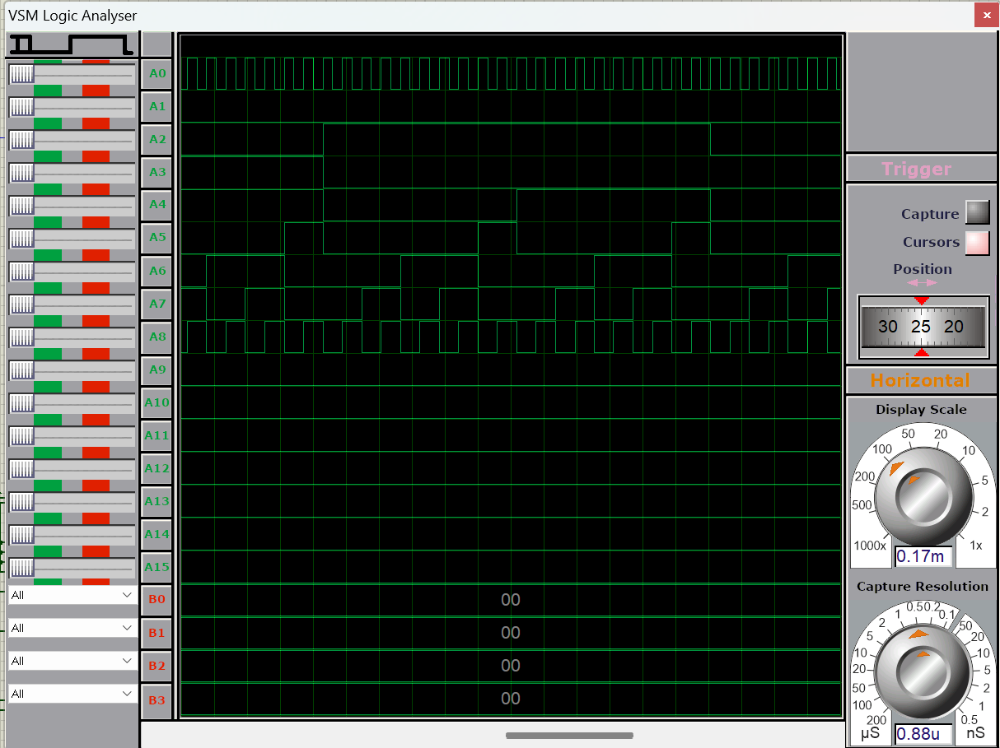 VSM Logic Analyser
A0
A1
A2
A3
A4
A5
A6
A7
A8
A9
A10
A11
A12
A13
A14
A15
All
B0
00
All
B1
00
All
B2
00
All
B3
00
Trigger
Capture
Cursors
Position
30 25 20
Horizontal
Display Scale
50 20
100 10
200 5
500 2
1000x 1x
0.17m
Capture Resolution
0.5 0.2
1 0.1
2 50
5 20
10 10
20 5
50 2
100 1
200 0.5
µS nS
0.88u